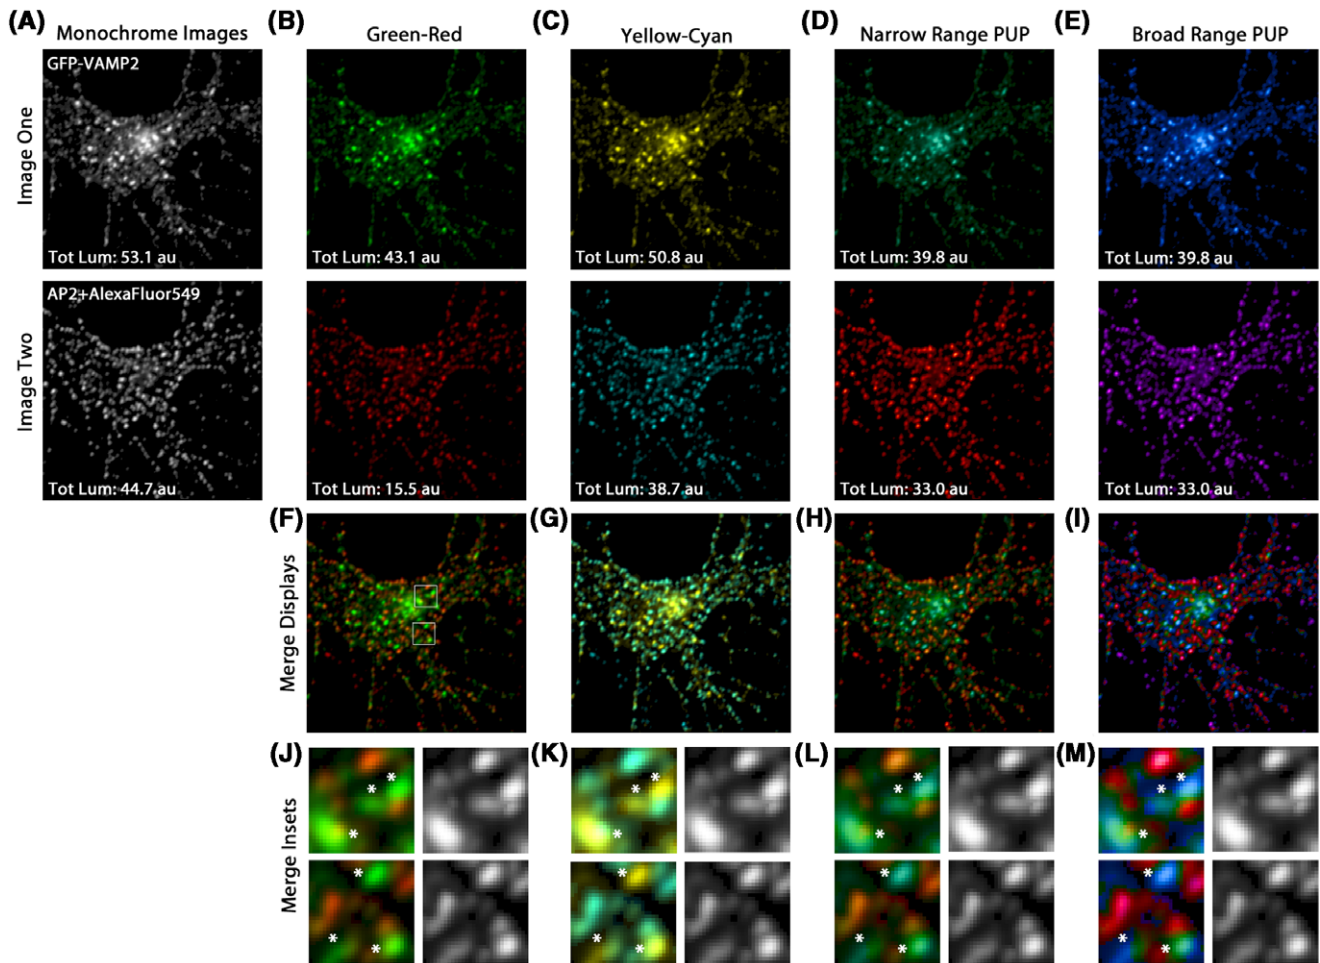 (A) (B) (C) (D) (E)
Monochrome Images Green-Red Yellow-Cyan Narrow Range PUP Broad Range PUP
Image One
GFP-VAMP2
Tot Lum: 53.1 au Tot Lum: 43.1 au Tot Lum: 50.8 au Tot Lum: 39.8 au Tot Lum: 39.8 au
Image Two
AP2+AlexaFluor549
Tot Lum: 44.7 au Tot Lum: 15.5 au Tot Lum: 38.7 au Tot Lum: 33.0 au Tot Lum: 33.0 au
(F) (G) (H) (I)
Merge Displays
(J) (K) (L) (M)
Merge Insets
* * * * * * * * * * * *
* * * * * * * * * * * *